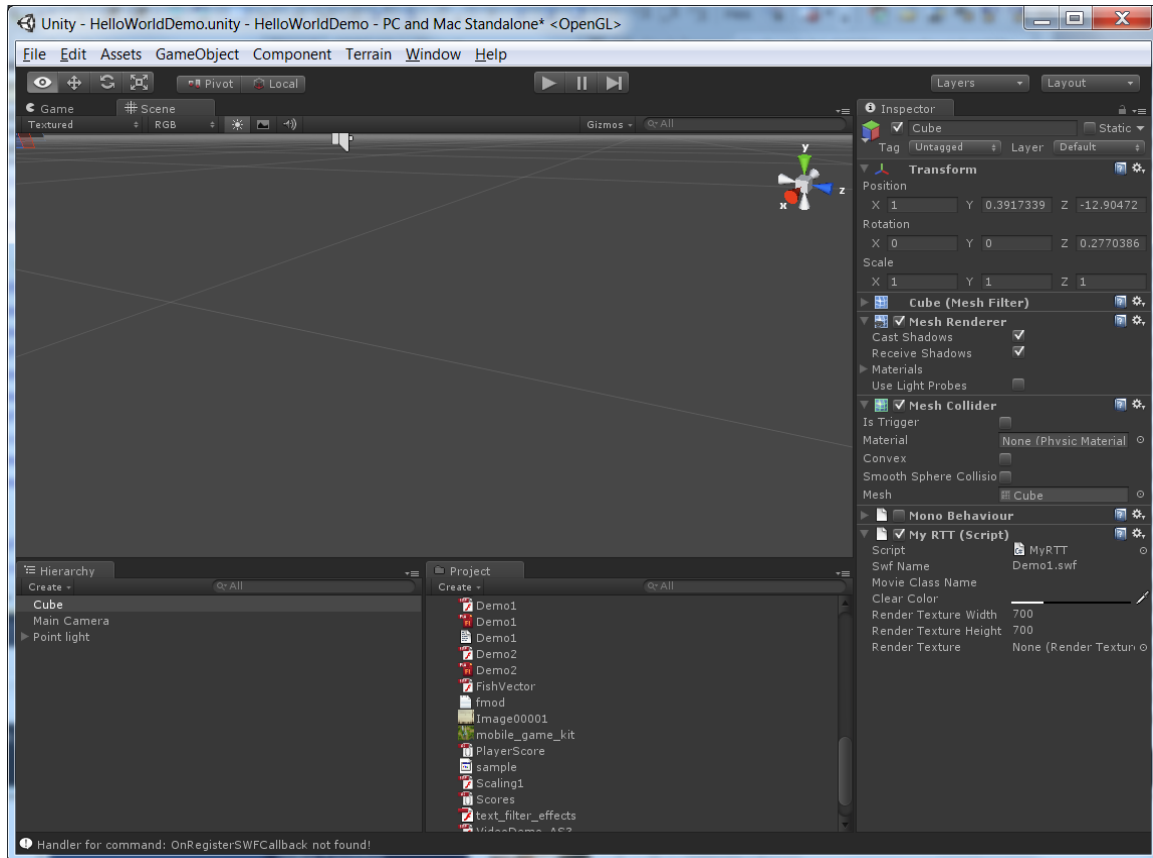 Unity - HelloWorldDemo.unity - HelloWorldDemo - PC and Mac Standalone* <OpenGL>
File Edit Assets GameObject Component Terrain Window Help
Pivot Local Layers Layout
Game Scene
Textured RGB Gizmos All
y
z
x
Inspector
Cube Static
Tag Untagged Layer Default
Transform
Position
X 1 Y 0.3917339 Z -12.90472
Rotation
X 0 Y 0 Z 0.2770386
Scale
X 1 Y 1 Z 1
Cube (Mesh Filter)
Mesh Renderer
Cast Shadows
Receive Shadows
Materials
Use Light Probes
Mesh Collider
Is Trigger
Material None (Physic Material
Convex
Smooth Sphere Collisio
Mesh Cube
Mono Behaviour
My RTT (Script)
Script MyRTT
Swf Name Demo1.swf
Movie Class Name
Clear Color
Render Texture Width 700
Render Texture Height 700
Render Texture None (Render Textur
Hierarchy
Create All
Cube
Main Camera
Point light
Project
Create All
Demo1
Demo1
Demo1
Demo2
Demo2
FishVector
fmod
Image00001
mobile_game_kit
PlayerScore
sample
Scaling1
Scores
text_filter_effects
VideoDemo_AS3
Handler for command: OnRegisterSWFCallback not found!